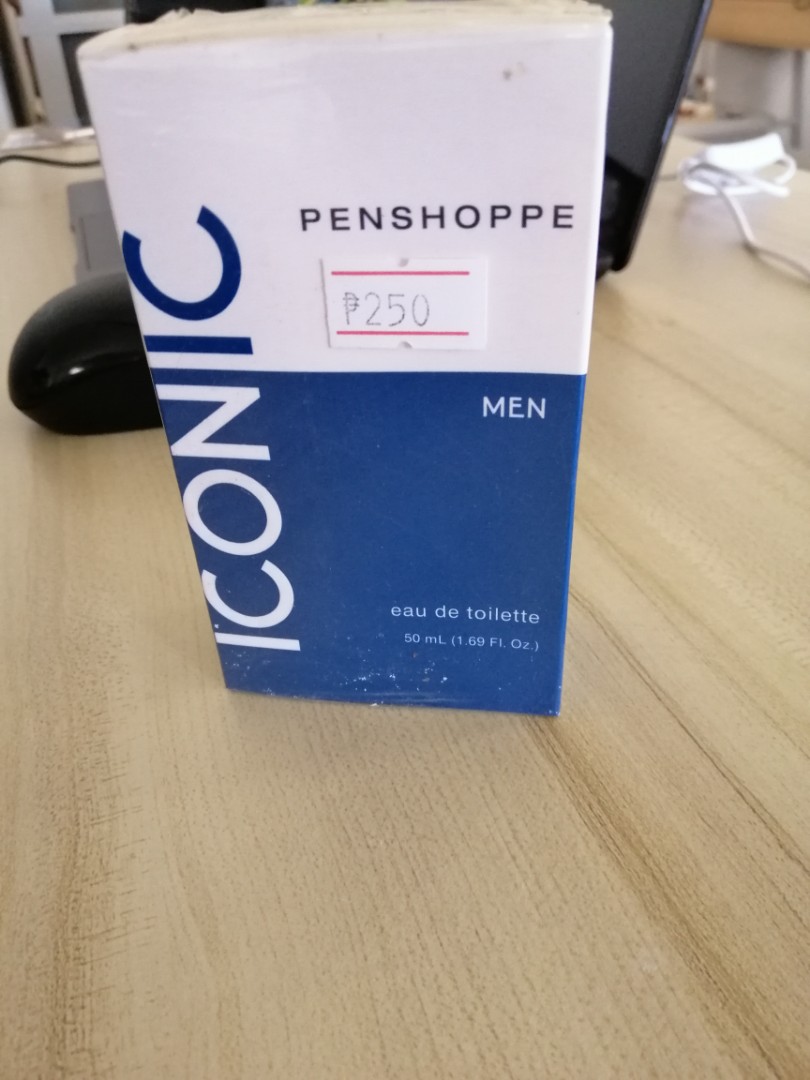 PENSHOPPE
₱250
ICONIC
MEN
eau de toilette
50 mL (1.69 Fl. Oz.)